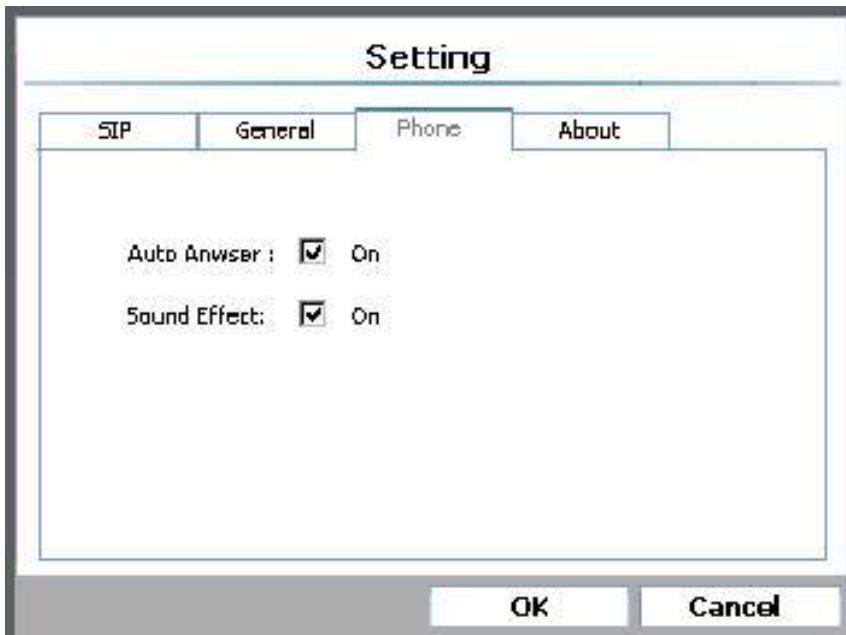 Setting
SIP General Phone About
Auto Anwser : On
Sound Effect: On
OK Cancel